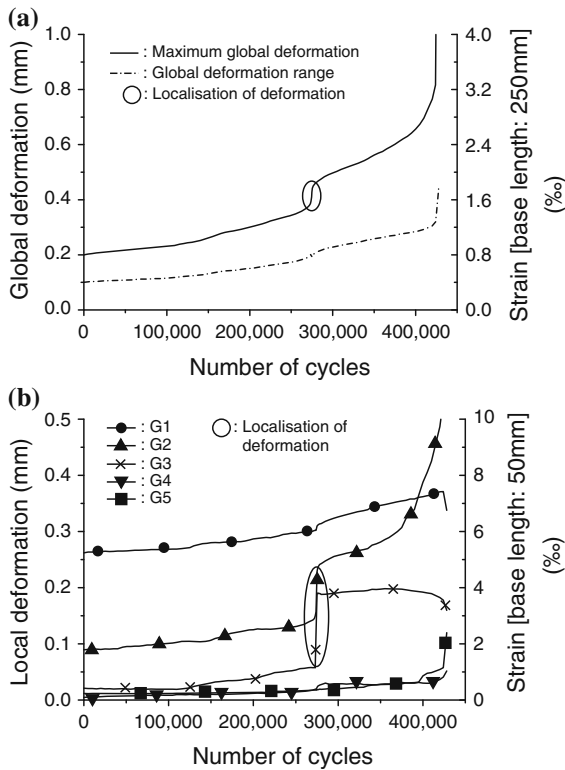 (a)
Global deformation (mm)
1.0
0.8
0.6
0.4
0.2
0.0
: Maximum global deformation
: Global deformation range
: Localisation of deformation
4.0
3.2
2.4
1.6
0.8
0.0
Strain [base length: 250mm]
(‰)
0
100,000
200,000
300,000
400,000
Number of cycles
(b)
Local deformation (mm)
0.5
0.4
0.3
0.2
0.1
0.0
: G1
: G2
: G3
: G4
: G5
: Localisation of
deformation
10
8
6
4
2
0
Strain [base length: 50mm]
(‰)
0
100,000
200,000
300,000
400,000
Number of cycles